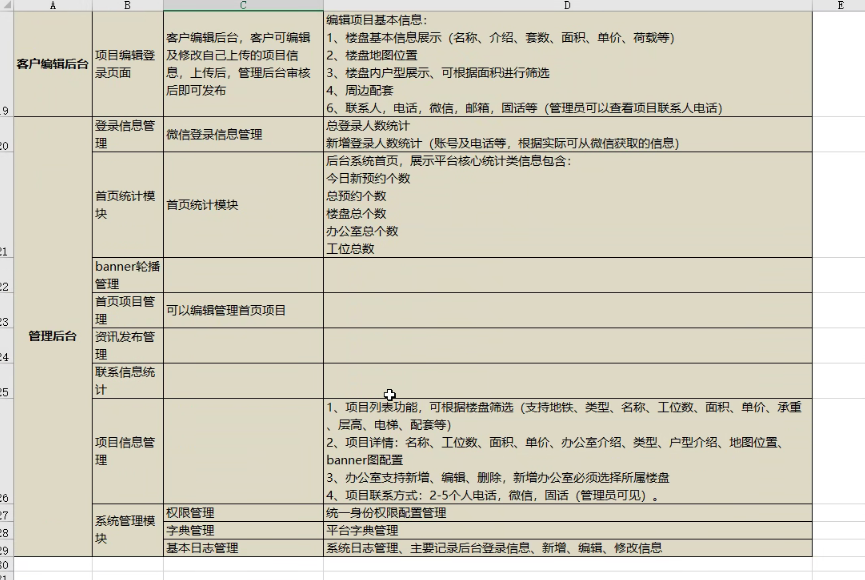 A B C D E
客户编辑后台
项目编辑登
录页面
客户编辑后台，客户可编辑
及修改自己上传的项目信
息，上传后，管理后台审核
后即可发布
编辑项目基本信息：
1、楼盘基本信息展示（名称、介绍、套数、面积、单价、荷载等）
2、楼盘地图位置
3、楼盘内户型展示、可根据面积进行筛选
4、周边配套
6、联系人，电话，微信，邮箱，固话等（管理员可以查看项目联系人电话）
管理后台
登录信息管
理
微信登录信息管理
总登录人数统计
新增登录人数统计（账号及电话等，根据实际可从微信获取的信息）
20
首页统计模
块
首页统计模块
后台系统首页，展示平台核心统计类信息包含：
今日新预约个数
总预约个数
楼盘总个数
办公室总个数
工位总数
banner轮播
管理
首页项目管
理
可以编辑管理首页项目
资讯发布管
理
联系信息统
计
项目信息管
理
1、项目列表功能，可根据楼盘筛选（支持地铁、类型、名称、工位数、面积、单价、承重
、层高、电梯、配套等）
2、项目详情：名称、工位数、面积、单价、办公室介绍、类型、户型介绍、地图位置、
banner图配置
3、办公室支持新增、编辑、删除，新增办公室必须选择所属楼盘
4、项目联系方式：2-5个人电话，微信，固话（管理员可见）。
26
系统管理模
块
27 权限管理 统一身份权限配置管理
28 字典管理 平台字典管理
29 基本日志管理 系统日志管理、主要记录后台登录信息、新增、编辑、修改信息